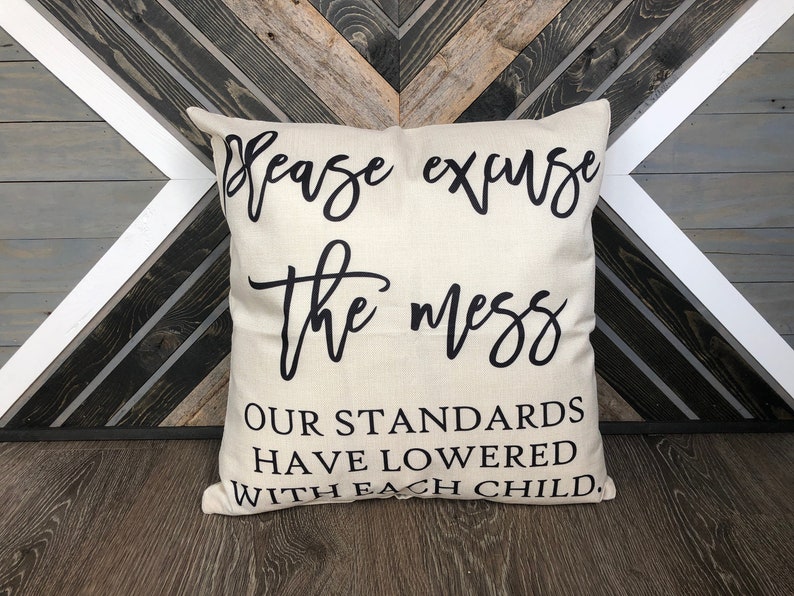 please excuse
the mess
OUR STANDARDS
HAVE LOWERED
WITH EACH CHILD.